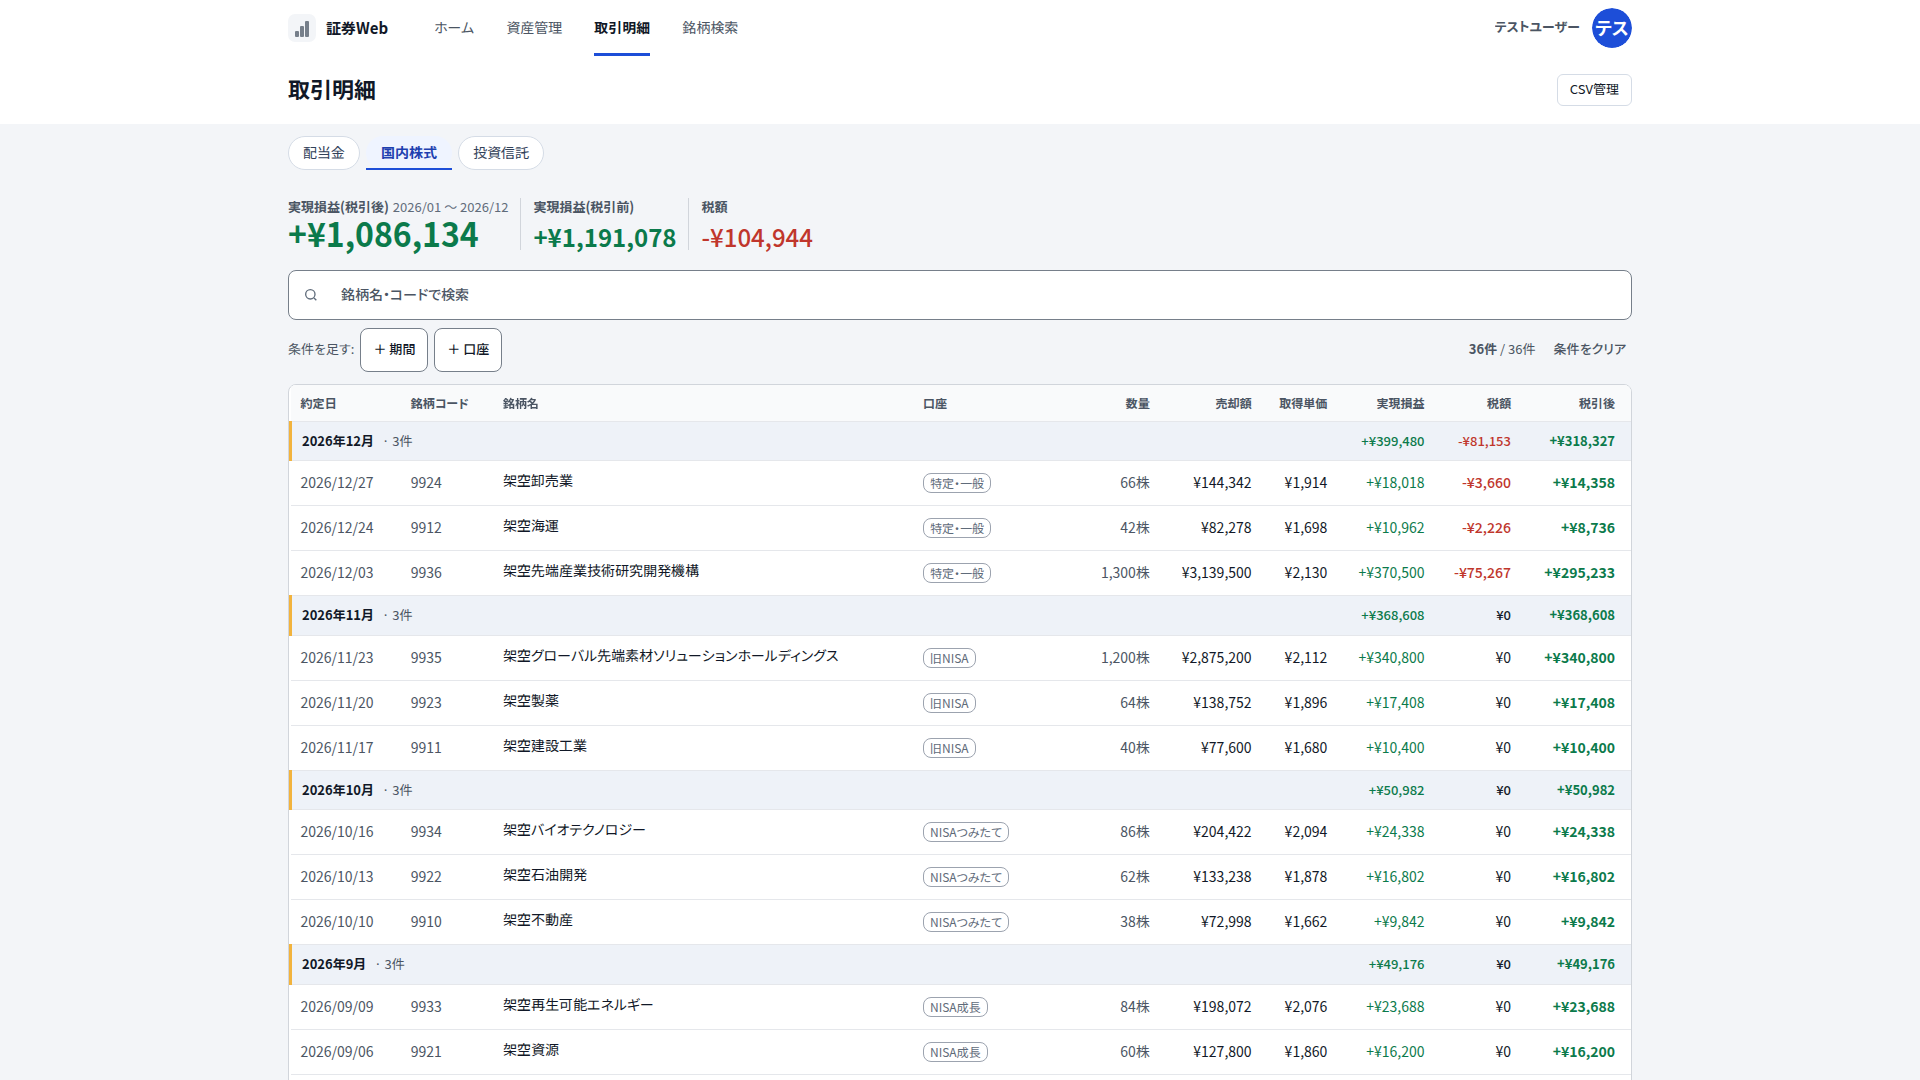 証券Web ホーム 資産管理 取引明細 銘柄検索 テストユーザー テス
取引明細 CSV管理
配当金 国内株式 投資信託
実現損益(税引後) 2026/01 〜 2026/12 実現損益(税引前) 税額
+¥1,086,134 +¥1,191,078 -¥104,944
銘柄名・コードで検索
条件を足す: ＋ 期間 ＋ 口座 36件 / 36件 条件をクリア
約定日 銘柄コード 銘柄名 口座 数量 売却額 取得単価 実現損益 税額 税引後
2026年12月 · 3件 +¥399,480 -¥81,153 +¥318,327
2026/12/27 9924 架空卸売業 特定・一般 66株 ¥144,342 ¥1,914 +¥18,018 -¥3,660 +¥14,358
2026/12/24 9912 架空海運 特定・一般 42株 ¥82,278 ¥1,698 +¥10,962 -¥2,226 +¥8,736
2026/12/03 9936 架空先端産業技術研究開発機構 特定・一般 1,300株 ¥3,139,500 ¥2,130 +¥370,500 -¥75,267 +¥295,233
2026年11月 · 3件 +¥368,608 ¥0 +¥368,608
2026/11/23 9935 架空グローバル先端素材ソリューションホールディングス 旧NISA 1,200株 ¥2,875,200 ¥2,112 +¥340,800 ¥0 +¥340,800
2026/11/20 9923 架空製薬 旧NISA 64株 ¥138,752 ¥1,896 +¥17,408 ¥0 +¥17,408
2026/11/17 9911 架空建設工業 旧NISA 40株 ¥77,600 ¥1,680 +¥10,400 ¥0 +¥10,400
2026年10月 · 3件 +¥50,982 ¥0 +¥50,982
2026/10/16 9934 架空バイオテクノロジー NISAつみたて 86株 ¥204,422 ¥2,094 +¥24,338 ¥0 +¥24,338
2026/10/13 9922 架空石油開発 NISAつみたて 62株 ¥133,238 ¥1,878 +¥16,802 ¥0 +¥16,802
2026/10/10 9910 架空不動産 NISAつみたて 38株 ¥72,998 ¥1,662 +¥9,842 ¥0 +¥9,842
2026年9月 · 3件 +¥49,176 ¥0 +¥49,176
2026/09/09 9933 架空再生可能エネルギー NISA成長 84株 ¥198,072 ¥2,076 +¥23,688 ¥0 +¥23,688
2026/09/06 9921 架空資源 NISA成長 60株 ¥127,800 ¥1,860 +¥16,200 ¥0 +¥16,200